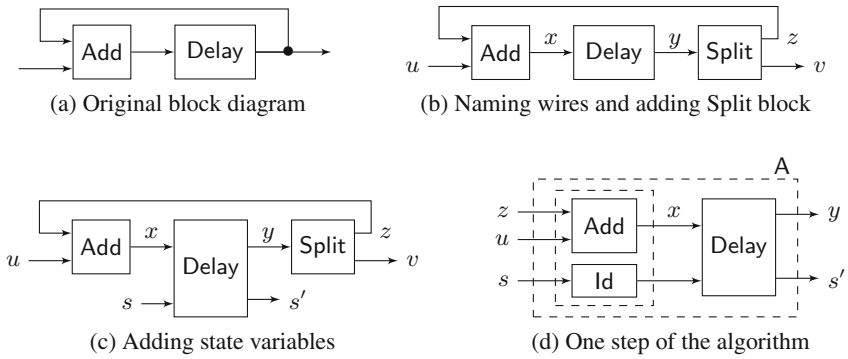 Add
Delay
(a) Original block diagram
u
Add
x
Delay
y
Split
z
v
(b) Naming wires and adding Split block
u
Add
x
Delay
y
Split
z
v
s
s′
(c) Adding state variables
A
z
u
s
Add
Id
x
Delay
y
s′
(d) One step of the algorithm